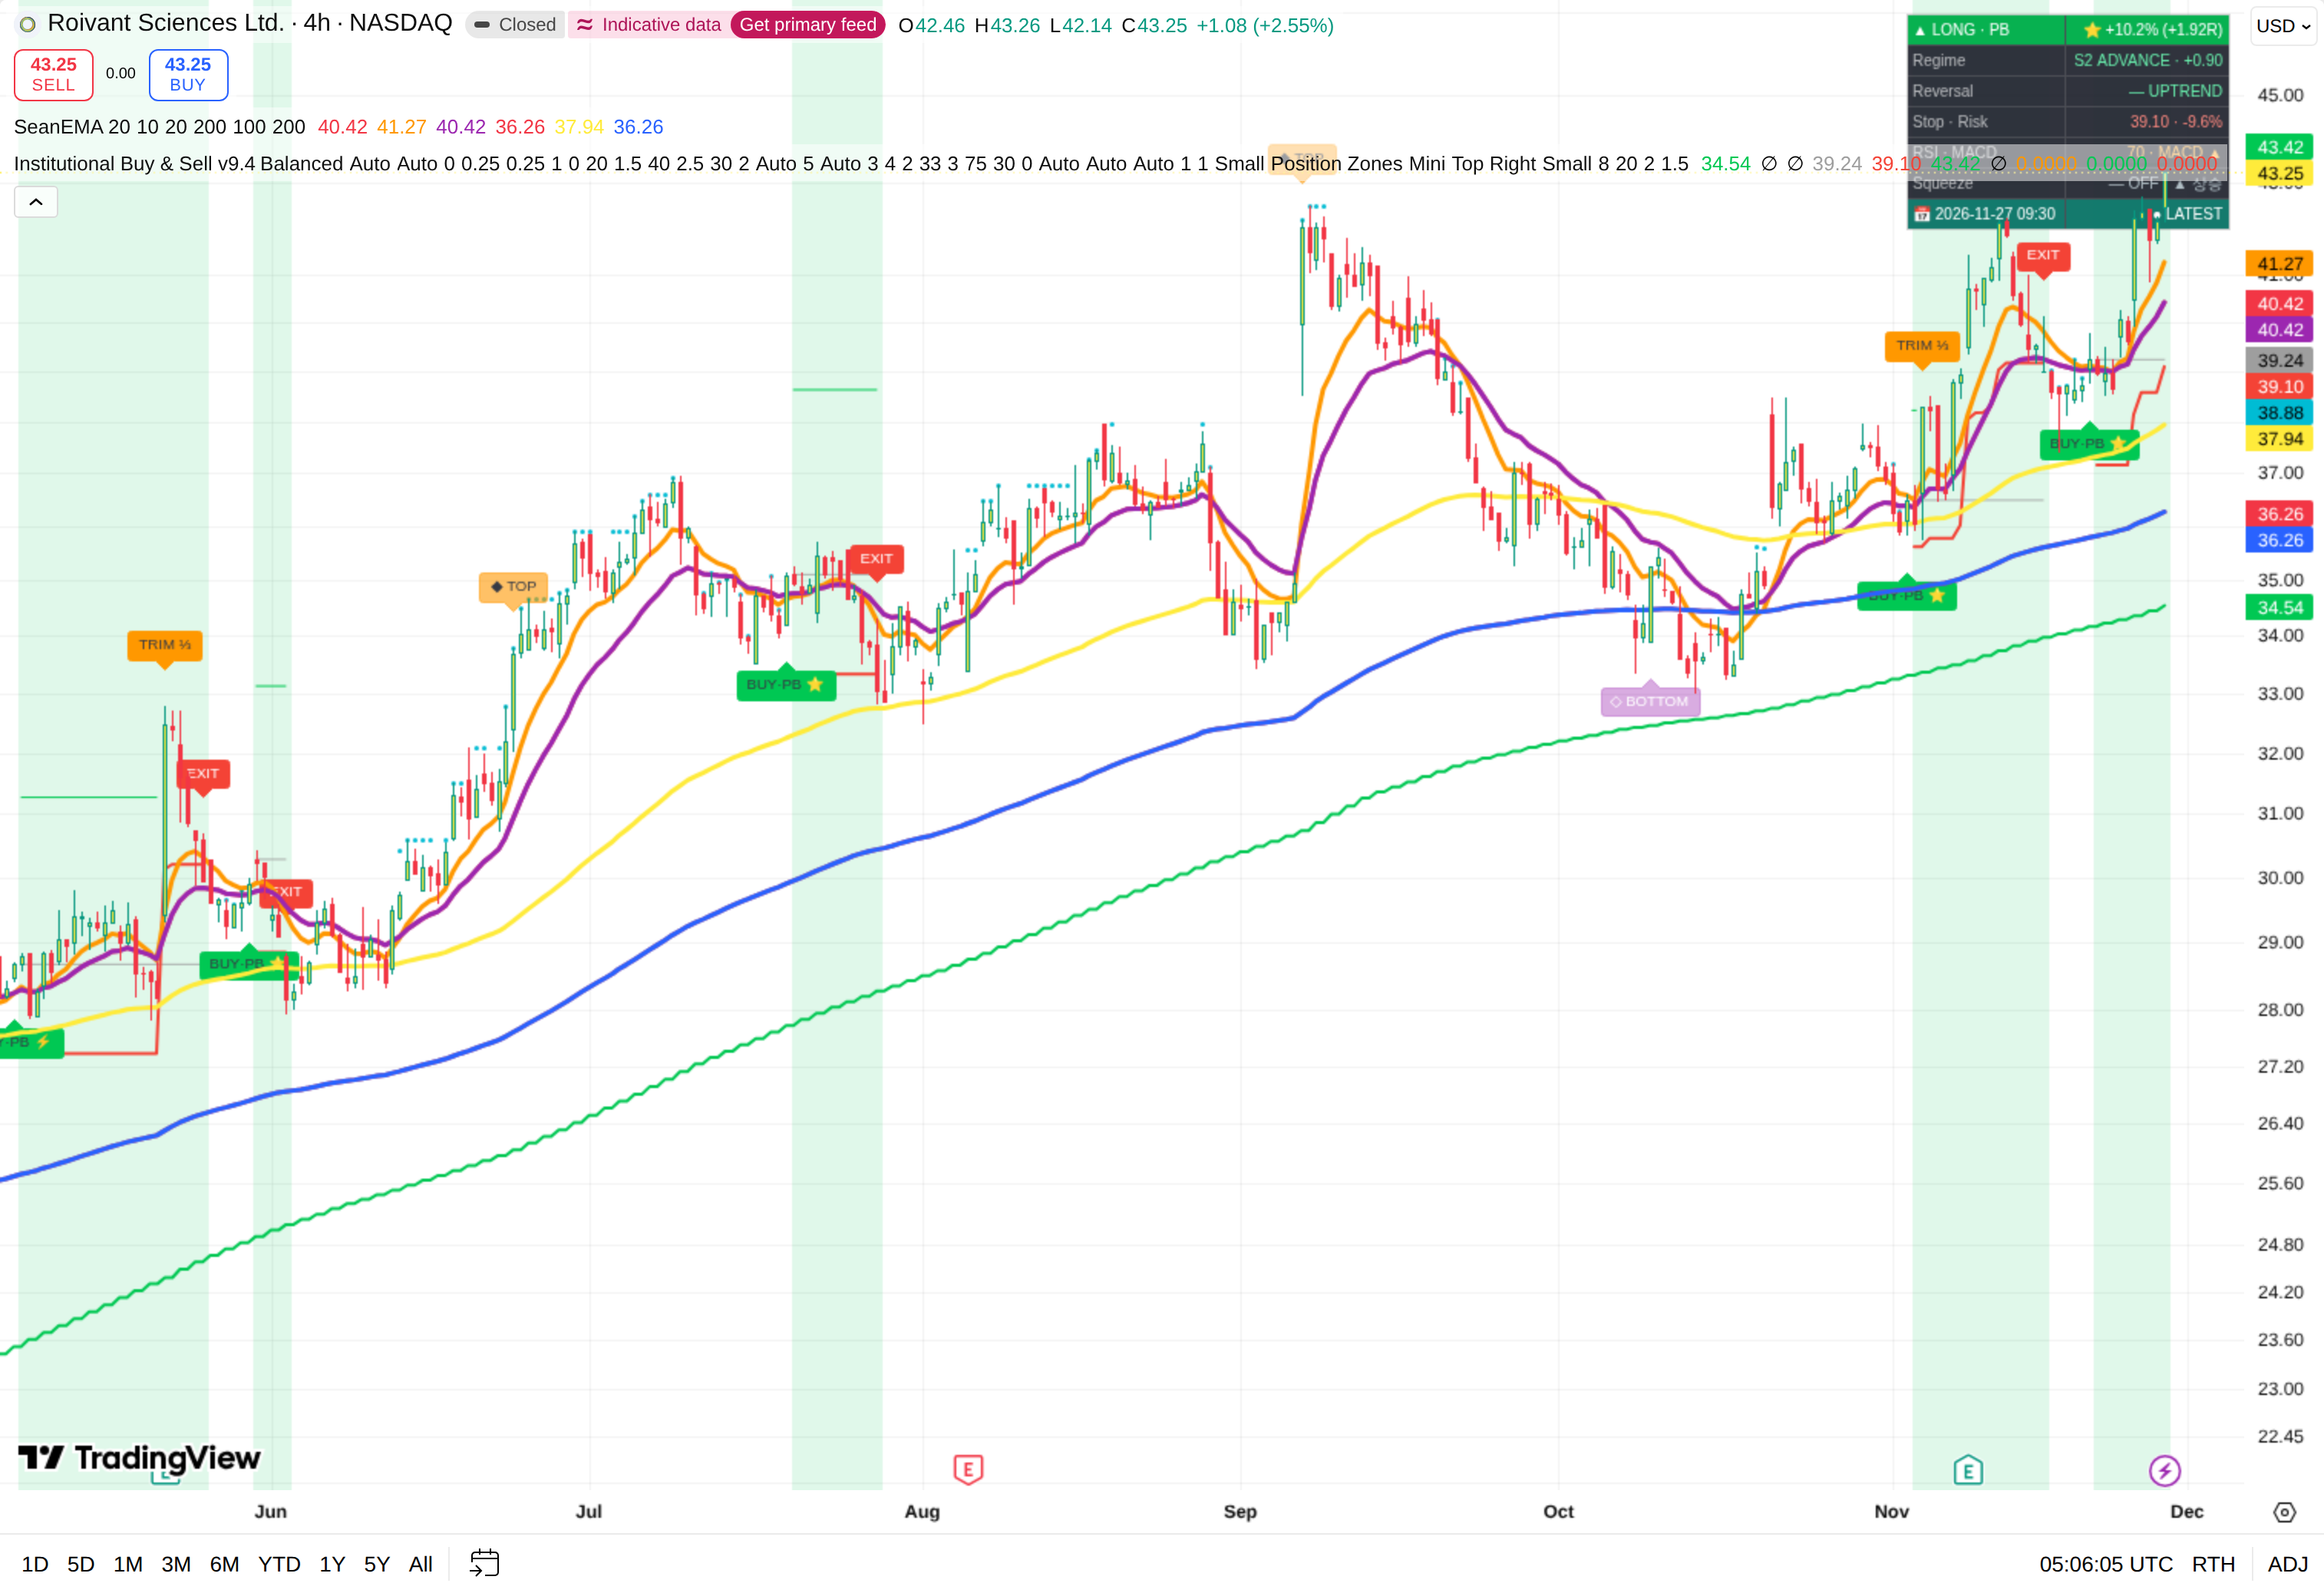 Roivant Sciences Ltd. · 4h · NASDAQ Closed Indicative data Get primary feed O42.46 H43.26 L42.14 C43.25 +1.08 (+2.55%)
43.25 SELL
0.00
43.25 BUY
SeanEMA 20 10 20 200 100 200 40.42 41.27 40.42 36.26 37.94 36.26
Institutional Buy & Sell v9.4 Balanced Auto Auto 0 0.25 0.25 1 0 20 1.5 40 2.5 30 2 Auto 5 Auto 3 4 2 33 3 75 30 0 Auto Auto Auto 1 1 Small Position Zones Mini Top Right Small 8 20 2 1.5 34.54 ∅ ∅ 39.24 39.10 43.42 ∅ 0.0000 0.0000 0.0000
▲ LONG · PB ⭐ +10.2% (+1.92R)
Regime S2 ADVANCE · +0.90
Reversal — UPTREND
Stop · Risk 39.10 · -9.6%
RSI · MACD 70 · MACD ▲
Squeeze — OFF ▲ 상승
📅 2026-11-27 09:30 LATEST
USD
45.00
43.42
43.25
41.27
41.00
40.42
40.42
39.24
39.10
38.88
37.94
37.00
36.26
36.26
35.00
34.54
34.00
33.00
32.00
31.00
30.00
29.00
28.00
27.20
26.40
25.60
24.80
24.20
23.60
23.00
22.45
◆ TOP
EXIT
TRIM ⅓
BUY-PB ⭐
BUY-PB ⭐
◆ TOP
EXIT
TRIM ⅓
EXIT
EXIT
BUY-PB ⭐
◇ BOTTOM
BUY-PB ⭐
-PB ⚡
TradingView
E
E
E
Jun Jul Aug Sep Oct Nov Dec
1D 5D 1M 3M 6M YTD 1Y 5Y All
05:06:05 UTC RTH ADJ